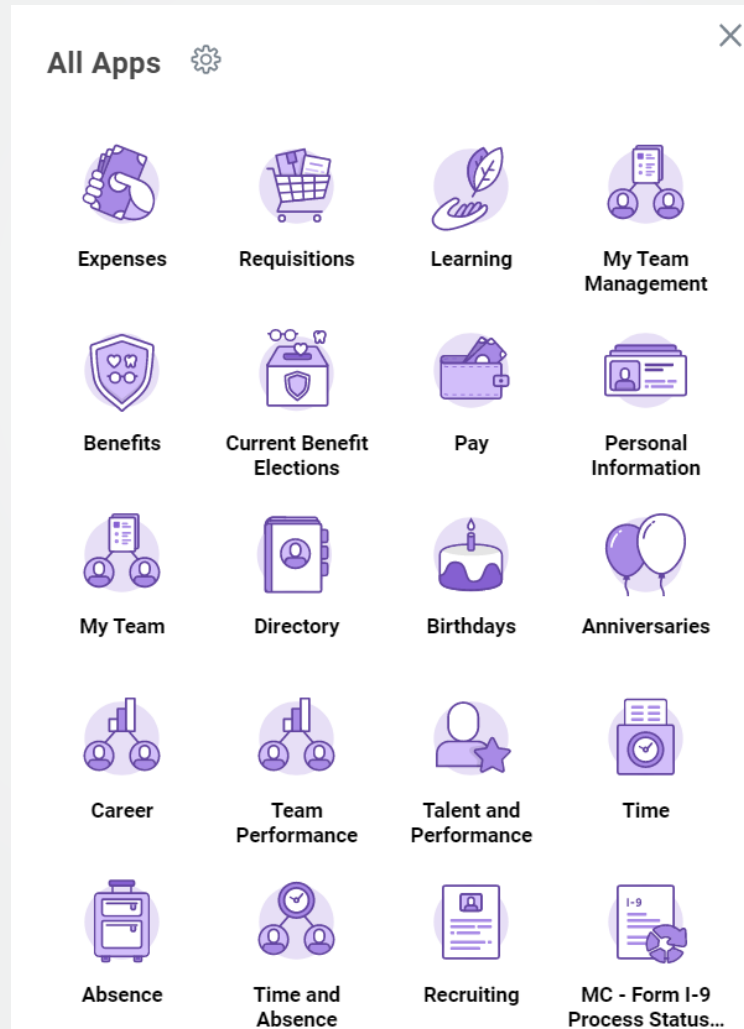 All Apps
Expenses
Requisitions
Learning
My Team
Management
Benefits
Current Benefit
Elections
Pay
Personal
Information
My Team
Directory
Birthdays
Anniversaries
Career
Team
Performance
Talent and
Performance
Time
Absence
Time and
Absence
Recruiting
I-9
MC - Form I-9
Process Status...